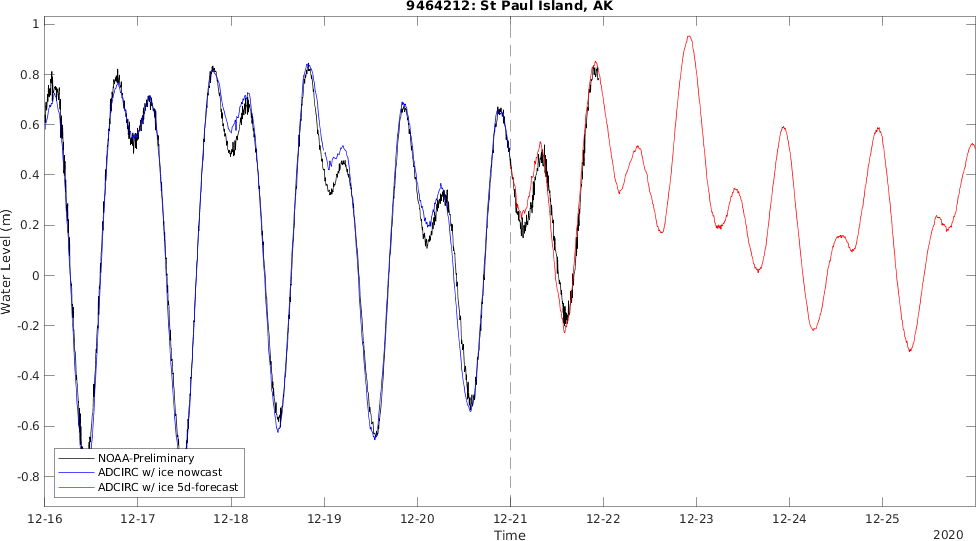 9464212: St Paul Island, AK
1
0.8
0.6
0.4
0.2
0
-0.2
-0.4
-0.6
-0.8
Water Level (m)
NOAA-Preliminary
ADCIRC w/ ice nowcast
ADCIRC w/ ice 5d-forecast
12-16 12-17 12-18 12-19 12-20 12-21 12-22 12-23 12-24 12-25
Time
2020